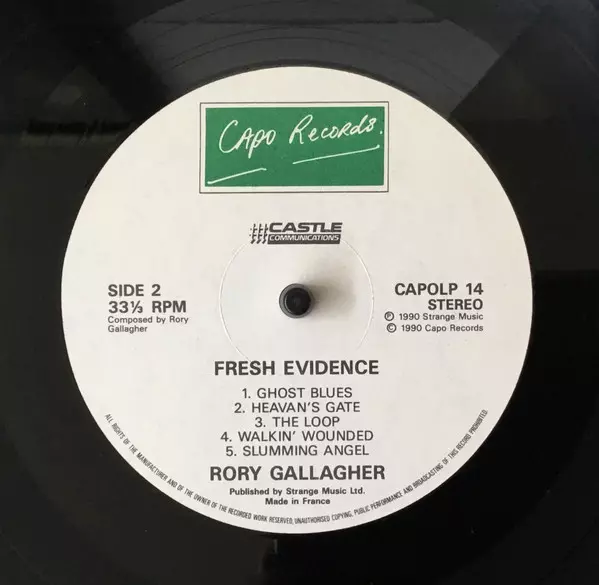 Capo Records.
CASTLE
COMMUNICATIONS
SIDE 2
33⅓ RPM
Composed by Rory
Gallagher
CAPOLP 14
STEREO
Ⓟ 1990 Strange Music
© 1990 Capo Records
FRESH EVIDENCE
1. GHOST BLUES
2. HEAVAN'S GATE
3. THE LOOP
4. WALKIN' WOUNDED
5. SLUMMING ANGEL
RORY GALLAGHER
Published by Strange Music Ltd.
Made in France
ALL RIGHTS OF THE MANUFACTURER AND OF THE OWNER OF THE RECORDED WORK RESERVED, UNAUTHORISED COPYING, PUBLIC PERFORMANCE AND BROADCASTING OF THIS RECORD PROHIBITED.